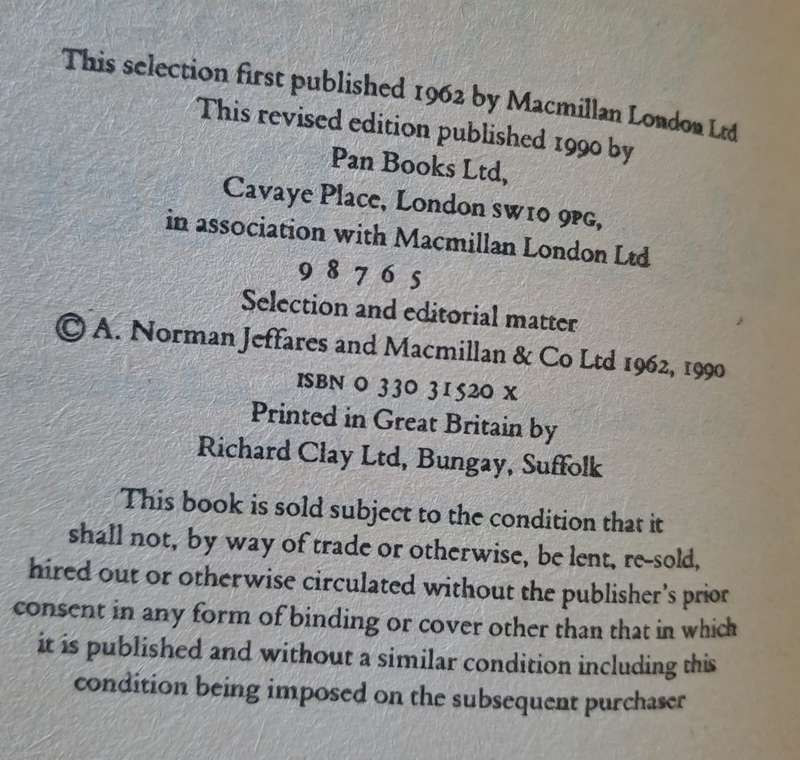 This selection first published 1962 by Macmillan London Ltd
This revised edition published 1990 by
Pan Books Ltd,
Cavaye Place, London SW10 9PG,
in association with Macmillan London Ltd
9 8 7 6 5
Selection and editorial matter
© A. Norman Jeffares and Macmillan & Co Ltd 1962, 1990
ISBN 0 330 31520 X
Printed in Great Britain by
Richard Clay Ltd, Bungay, Suffolk
This book is sold subject to the condition that it
shall not, by way of trade or otherwise, be lent, re-sold,
hired out or otherwise circulated without the publisher's prior
consent in any form of binding or cover other than that in which
it is published and without a similar condition including this
condition being imposed on the subsequent purchaser